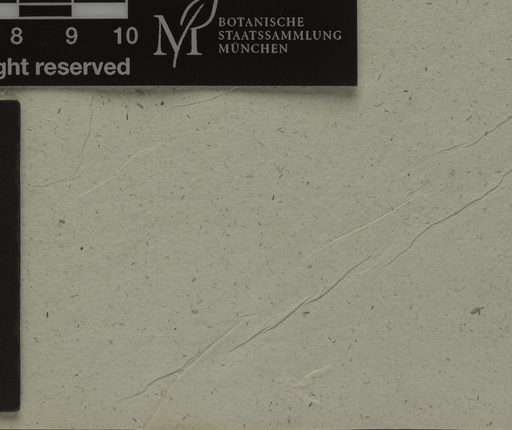 8 9 10
ght reserved
M
BOTANISCHE
STAATSSAMMLUNG
MÜNCHEN